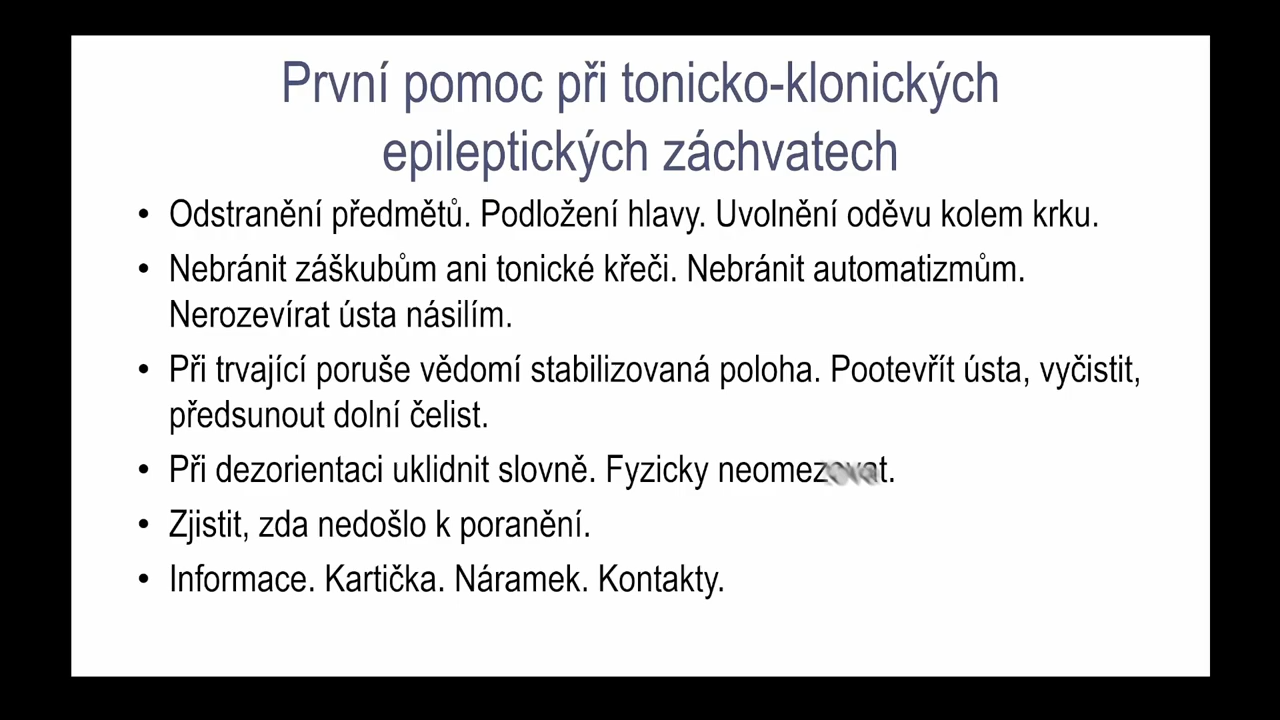 První pomoc při tonicko-klonických
epileptických záchvatech
• Odstranění předmětů. Podložení hlavy. Uvolnění oděvu kolem krku.
• Nebránit záškubům ani tonické křeči. Nebránit automatizmům.
Nerozevírat ústa násilím.
• Při trvající poruše vědomí stabilizovaná poloha. Pootevřít ústa, vyčistit,
předsunout dolní čelist.
• Při dezorientaci uklidnit slovně. Fyzicky
• Zjistit, zda nedošlo k poranění.
• Informace. Kartička. Náramek. Kontakty.